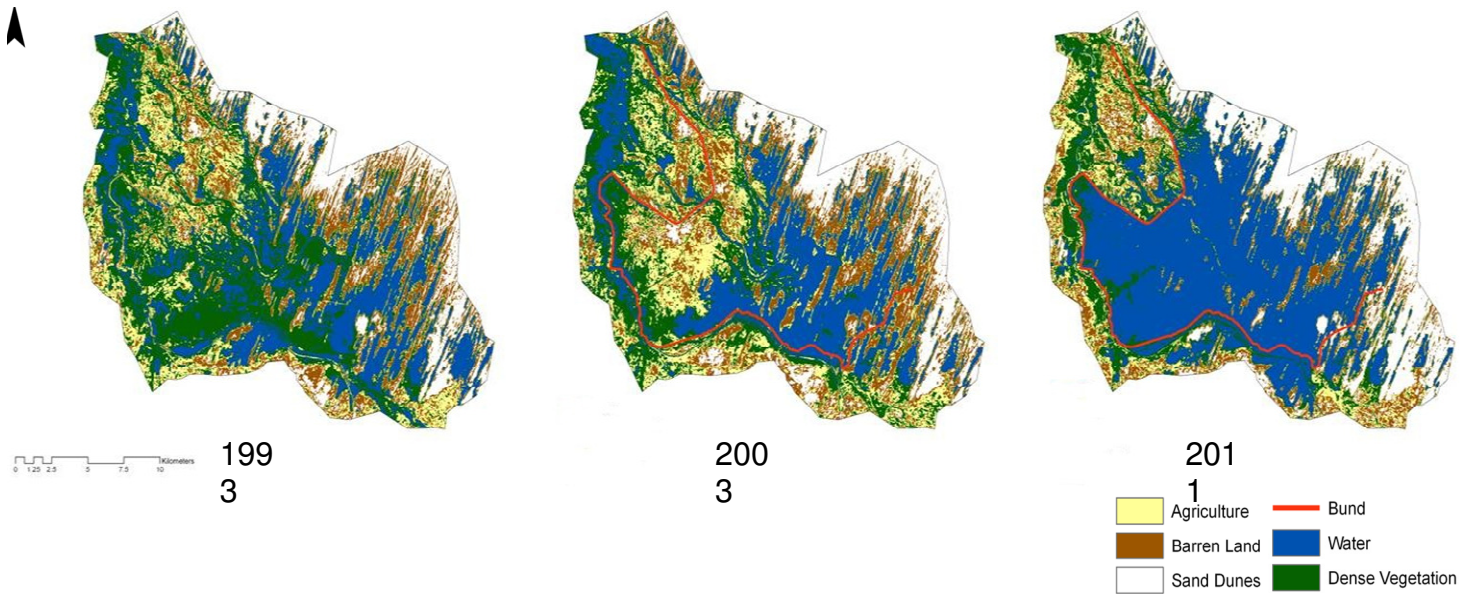 199
3
200
3
201
1
Kilometers
0 1.25 2.5 5 7.5 10
Agriculture
Bund
Barren Land
Water
Sand Dunes
Dense Vegetation